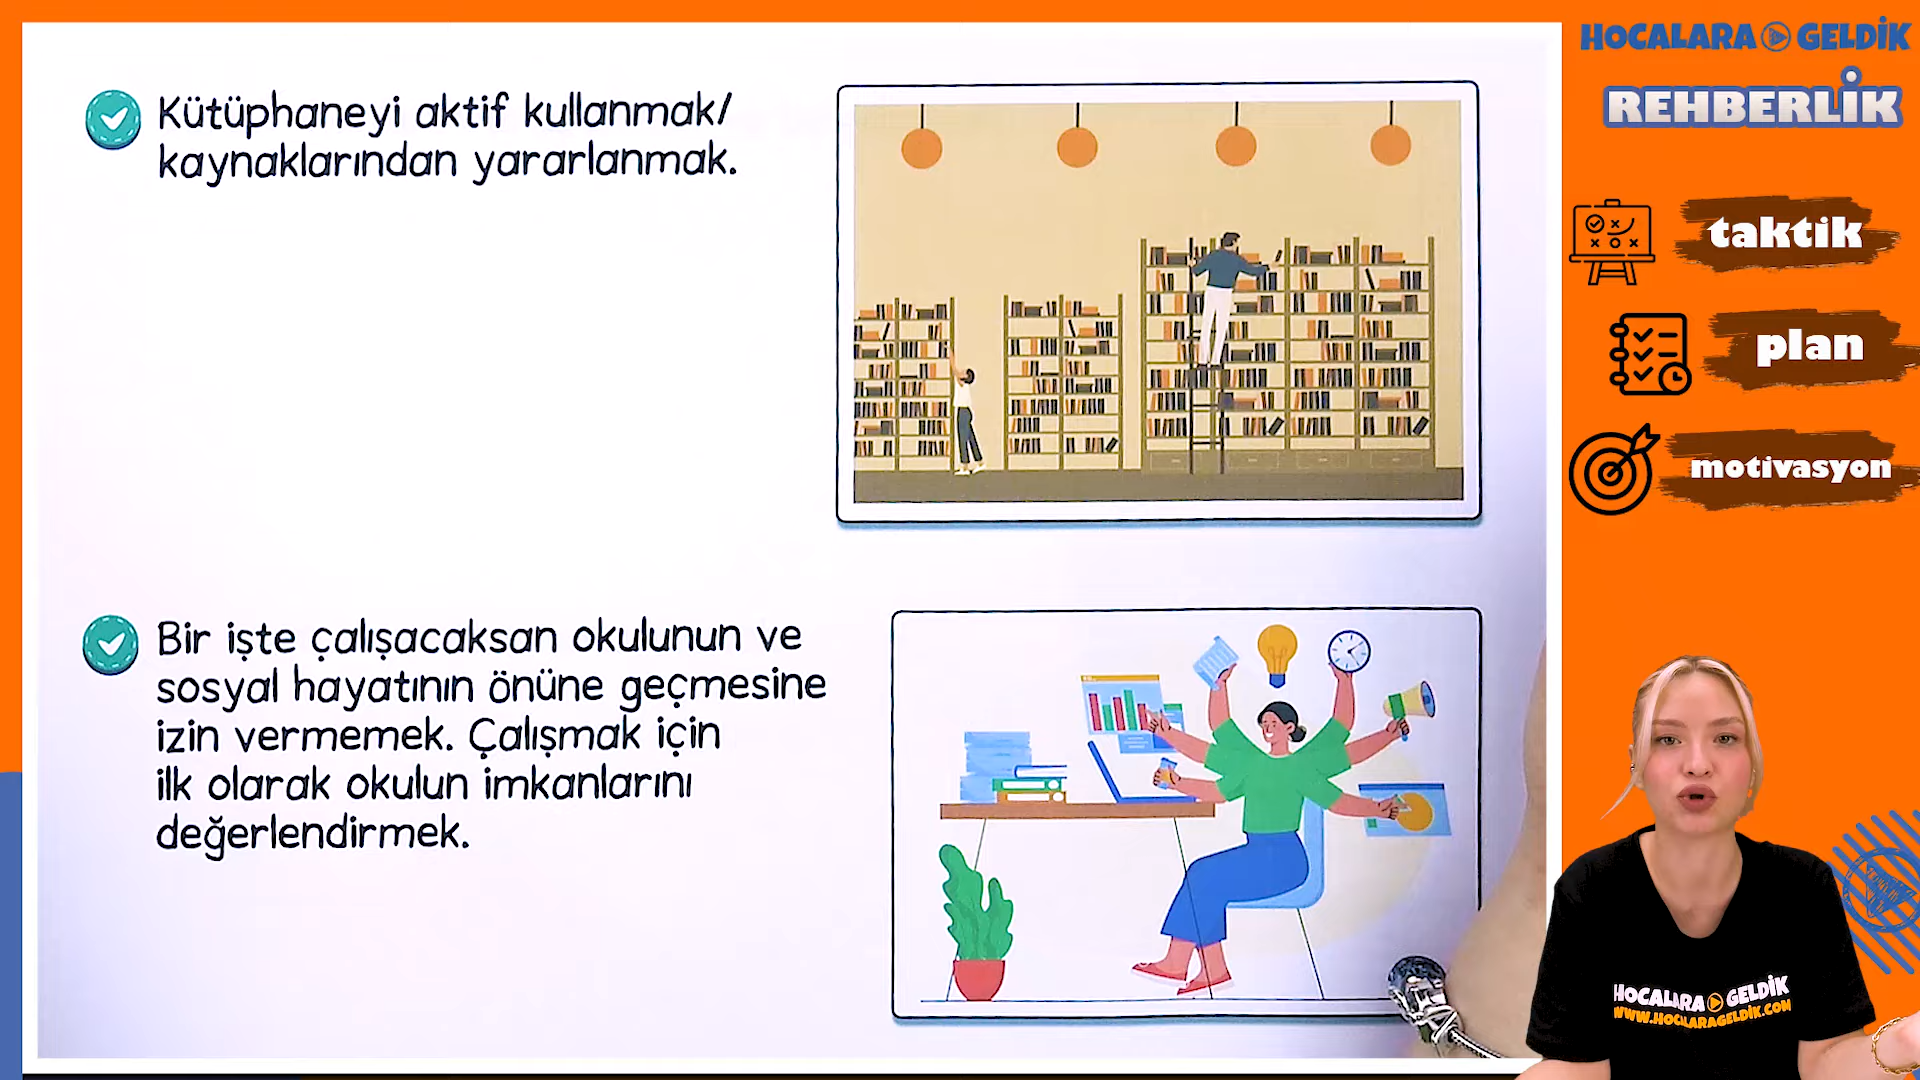 Kütüphaneyi aktif kullanmak/
kaynaklarından yararlanmak.
Bir işte çalışacaksan okulunun ve
sosyal hayatının önüne geçmesine
izin vermemek. Çalışmak için
ilk olarak okulun imkanlarını
değerlendirmek.
HOCALARA GELDİK
REHBERLİK
taktik
plan
motivasyon
HOCALARA GELDİK
WWW.HOCALARAGELDİK.COM